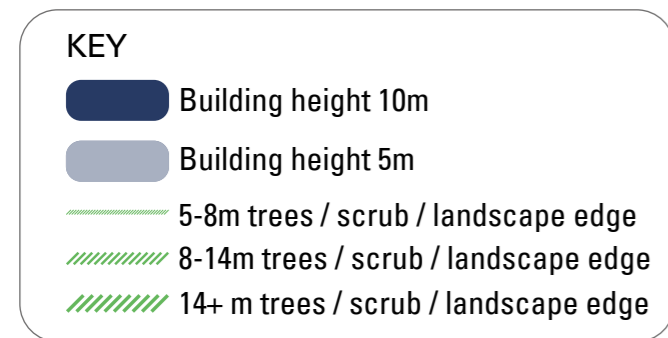 KEY
Building height 10m
Building height 5m
5-8m trees / scrub / landscape edge
8-14m trees / scrub / landscape edge
14+ m trees / scrub / landscape edge